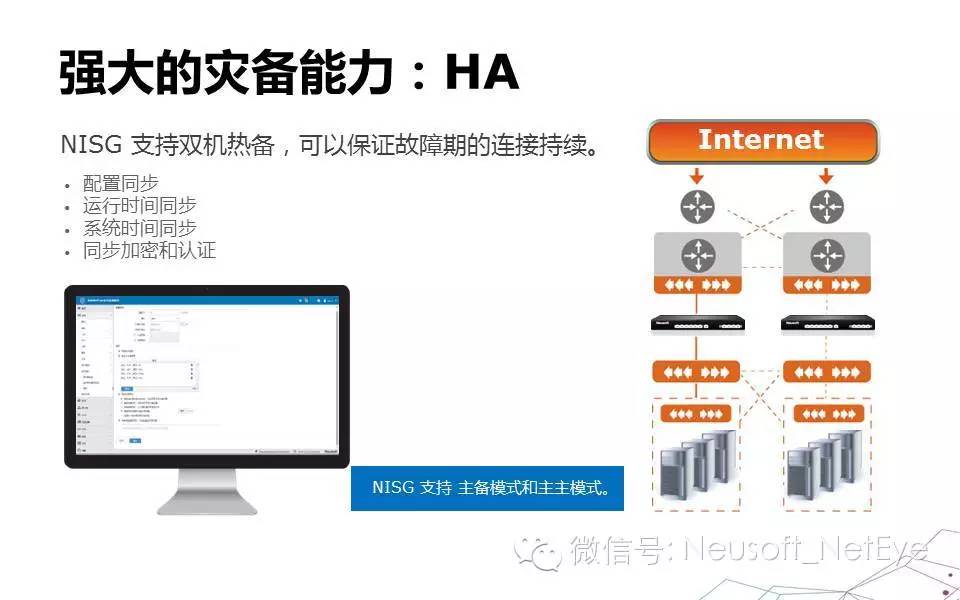 强大的灾备能力：HA
NISG 支持双机热备，可以保证故障期的连接持续。
• 配置同步
• 运行时间同步
• 系统时间同步
• 同步加密和认证
Internet
Neusoft
Neusoft
NISG 支持 主备模式和主主模式。
微信号: Neusoft_NetEye